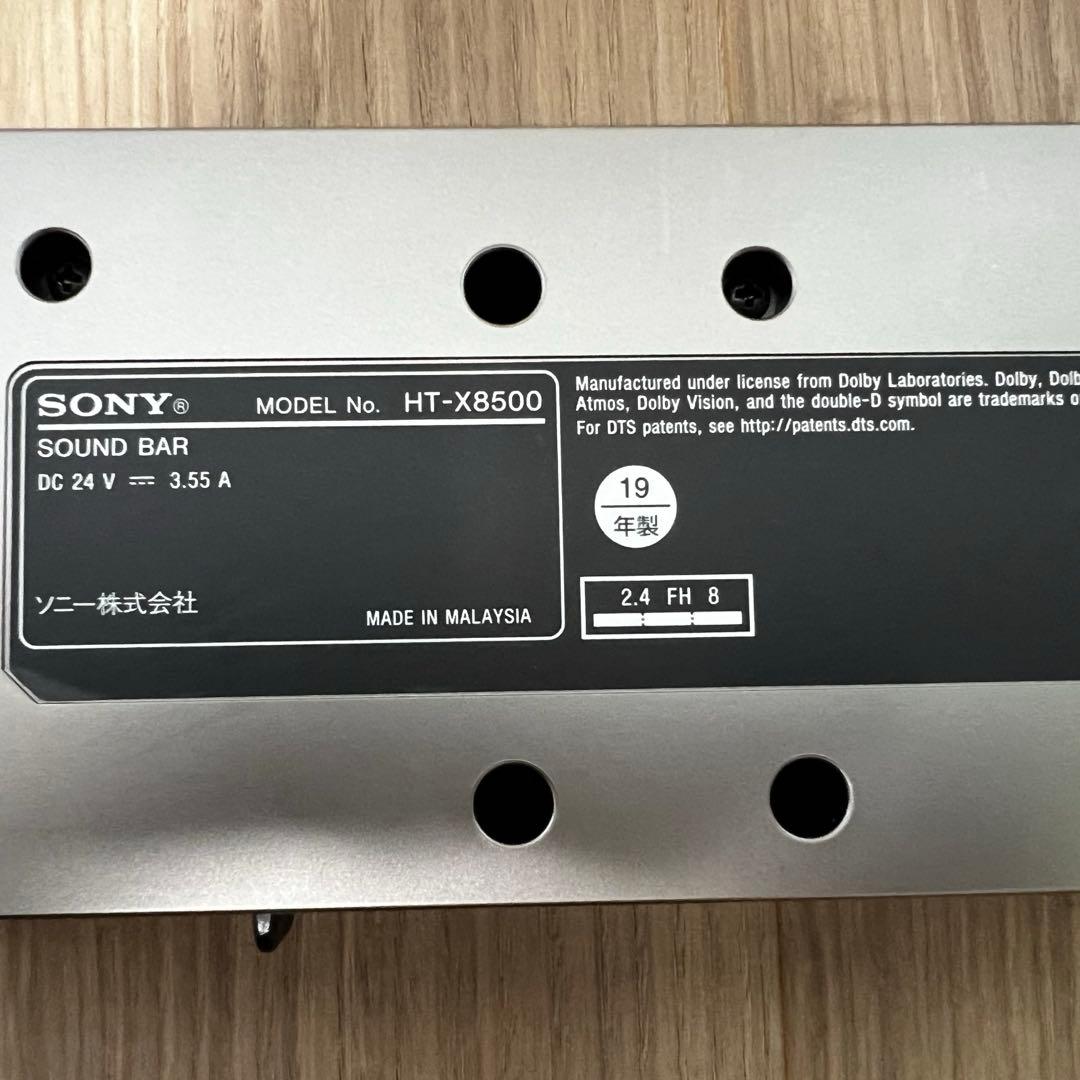 SONY® MODEL No. HT-X8500
SOUND BAR
DC 24 V ⎓ 3.55 A
ソニー株式会社
MADE IN MALAYSIA
Manufactured under license from Dolby Laboratories. Dolby,
Atmos, Dolby Vision, and the double-D symbol are trademarks
For DTS patents, see http://patents.dts.com.
19
年製
2.4 FH 8